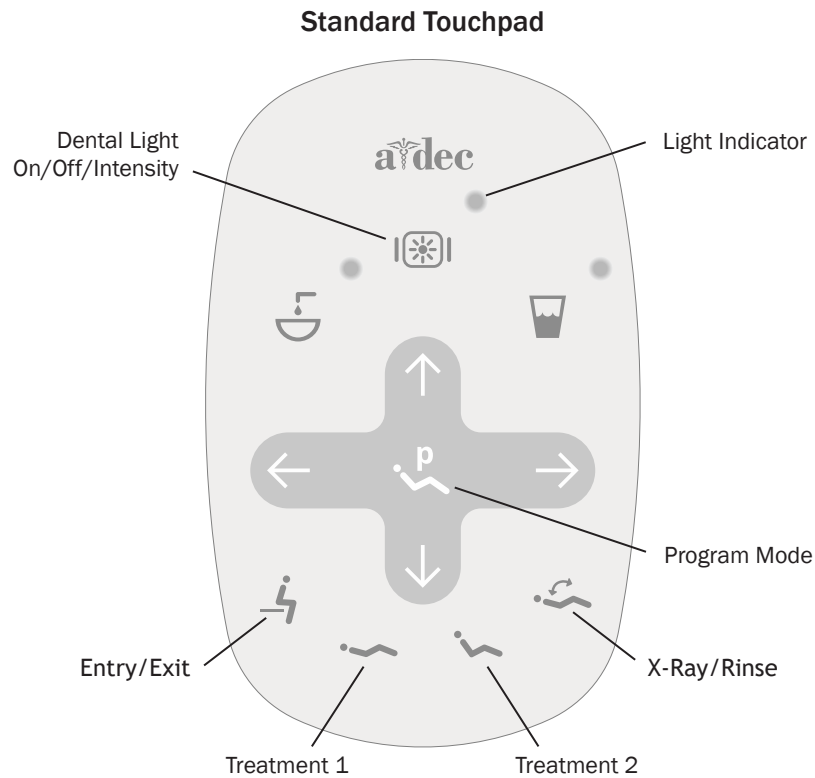 Standard Touchpad
Dental Light
On/Off/Intensity
a dec
Light Indicator
p
Program Mode
Entry/Exit
X-Ray/Rinse
Treatment 1
Treatment 2